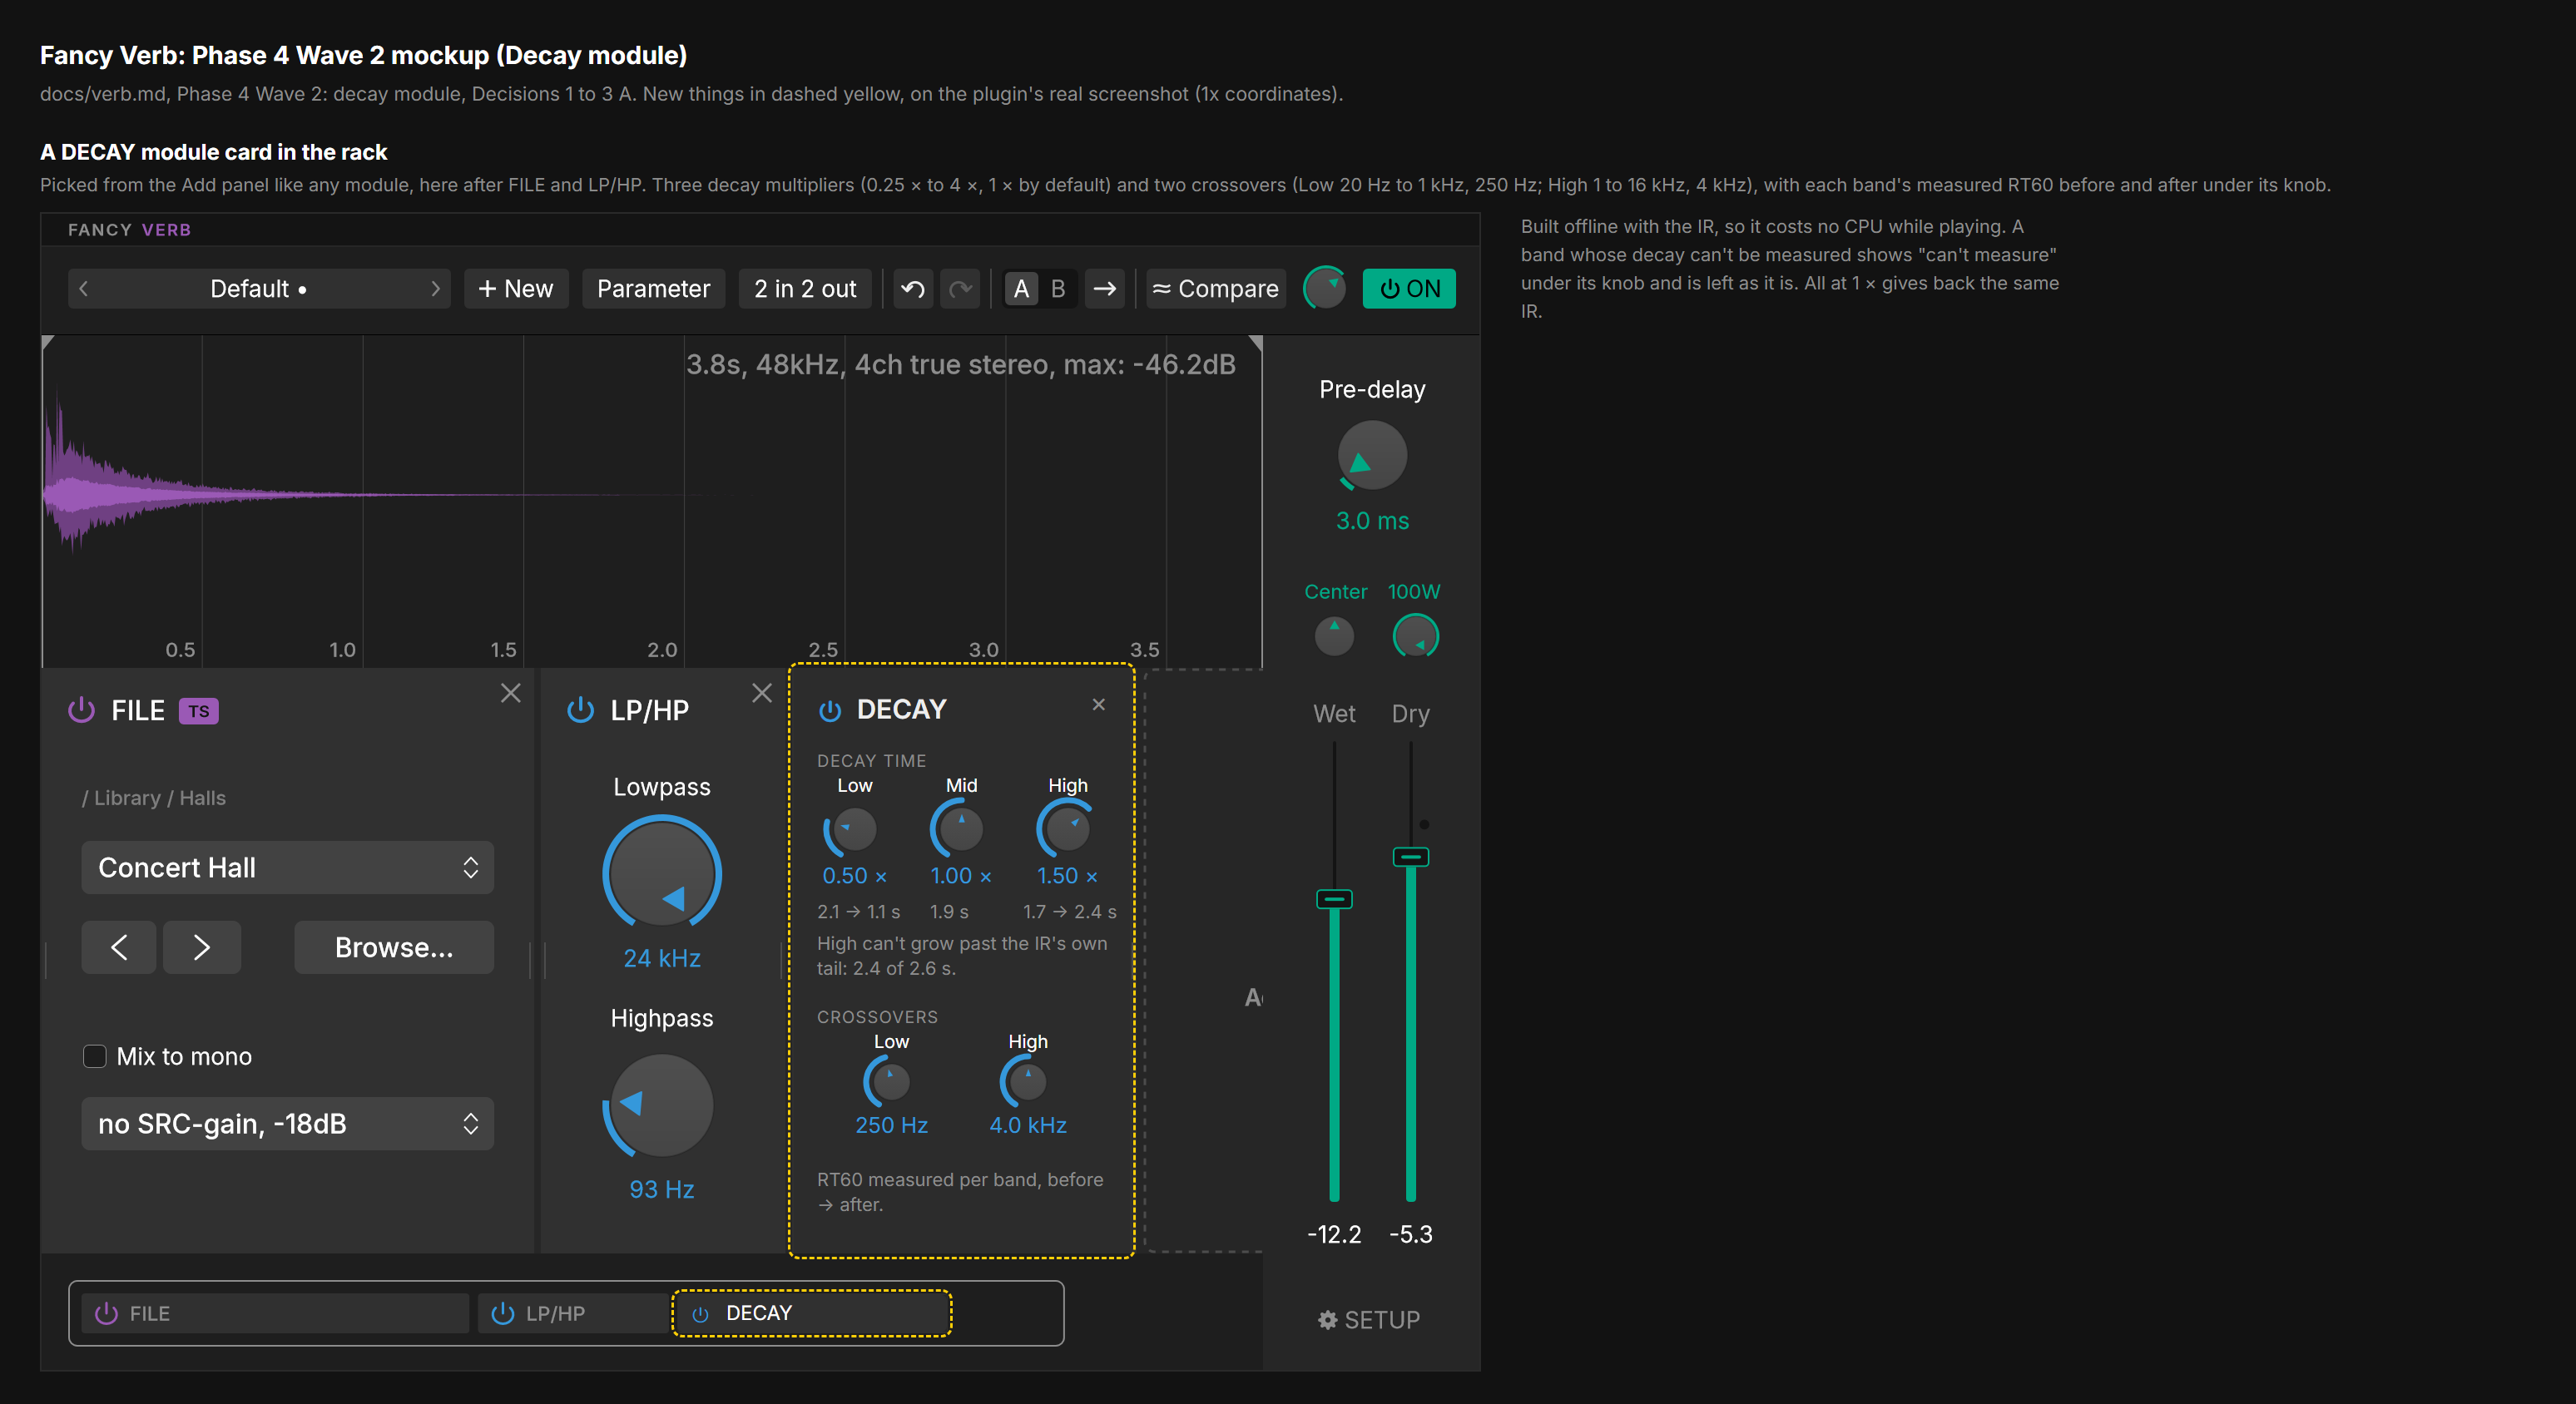 Fancy Verb: Phase 4 Wave 2 mockup (Decay module)
docs/verb.md, Phase 4 Wave 2: decay module, Decisions 1 to 3 A. New things in dashed yellow, on the plugin's real screenshot (1x coordinates).
A DECAY module card in the rack
Picked from the Add panel like any module, here after FILE and LP/HP. Three decay multipliers (0.25 × to 4 ×, 1 × by default) and two crossovers (Low 20 Hz to 1 kHz, 250 Hz; High 1 to 16 kHz, 4 kHz), with each band's measured RT60 before and after under its knob.
FANCY VERB
Default •
+ New
Parameter
2 in 2 out
A B
→
≈ Compare
ON
Built offline with the IR, so it costs no CPU while playing. A
band whose decay can't be measured shows "can't measure"
under its knob and is left as it is. All at 1 × gives back the same
IR.
3.8s, 48kHz, 4ch true stereo, max: -46.2dB
0.5 1.0 1.5 2.0 2.5 3.0 3.5
Pre-delay
3.0 ms
Center 100W
Wet Dry
-12.2 -5.3
SETUP
FILE TS
/ Library / Halls
Concert Hall
Browse...
Mix to mono
no SRC-gain, -18dB
LP/HP
Lowpass
24 kHz
Highpass
93 Hz
DECAY
DECAY TIME
Low Mid High
0.50 × 1.00 × 1.50 ×
2.1 → 1.1 s 1.9 s 1.7 → 2.4 s
High can't grow past the IR's own
tail: 2.4 of 2.6 s.
CROSSOVERS
Low High
250 Hz 4.0 kHz
RT60 measured per band, before
→ after.
FILE
LP/HP
DECAY